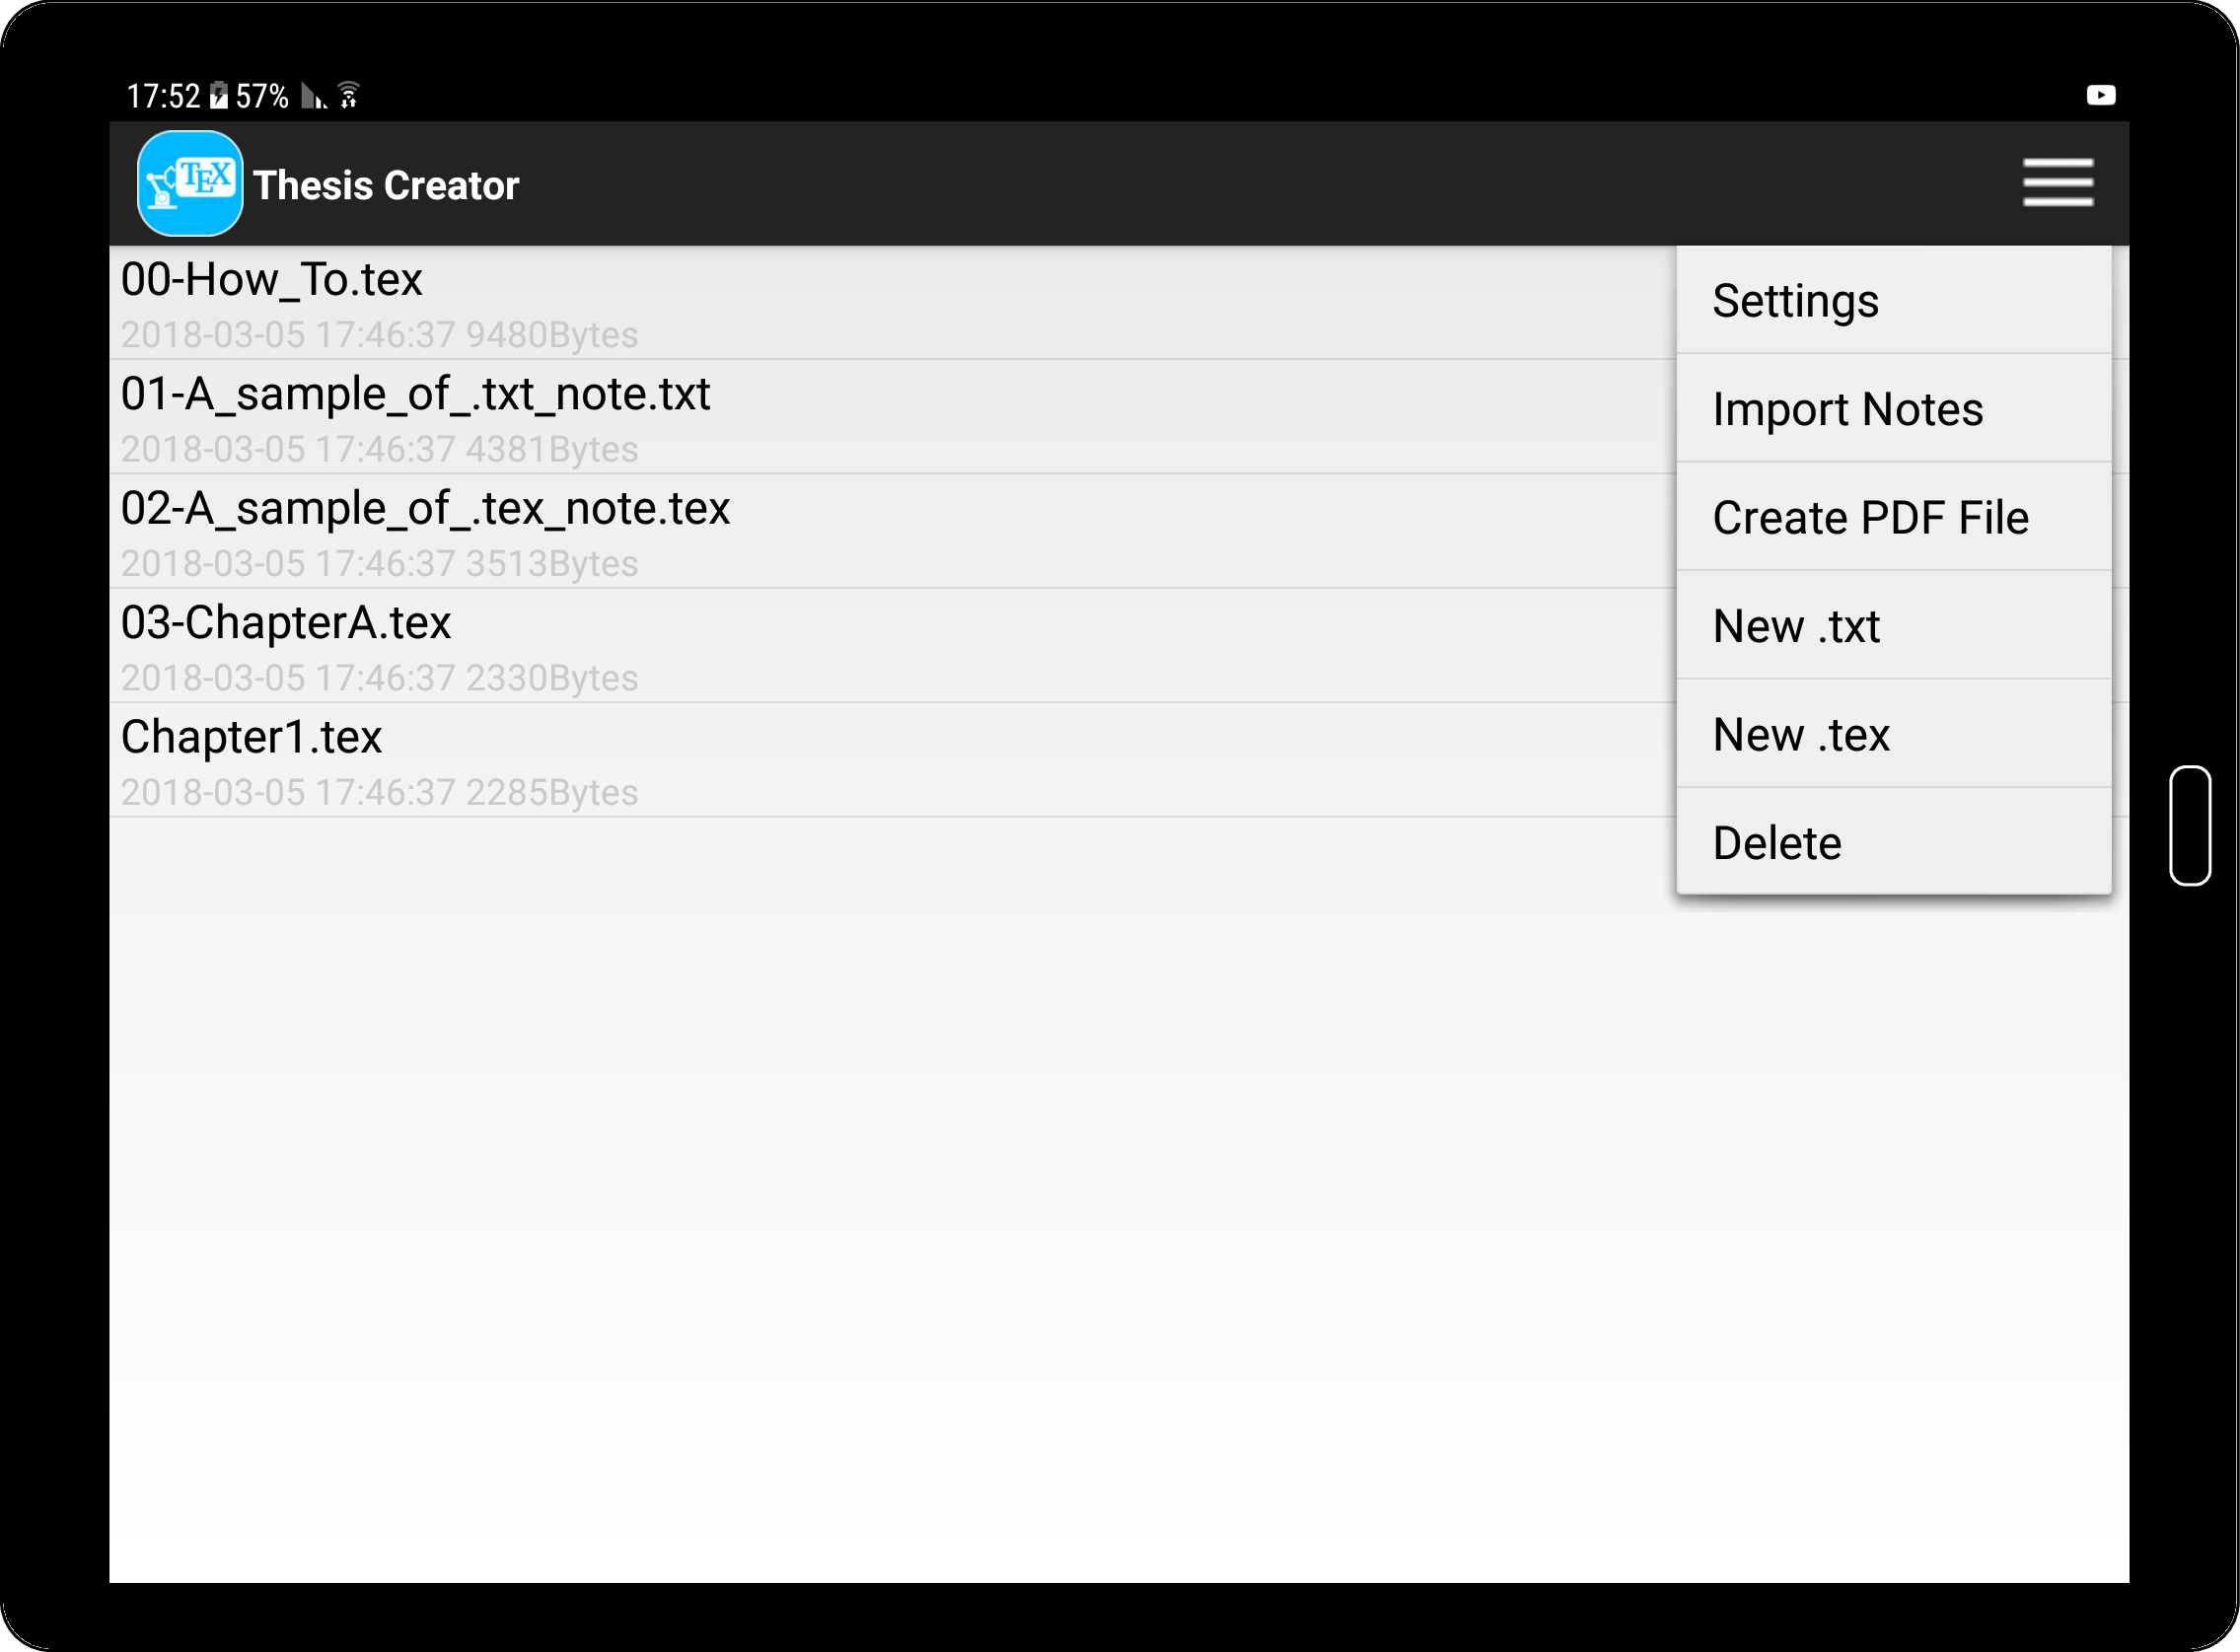 17:52 57%
TEX Thesis Creator
00-How_To.tex
2018-03-05 17:46:37 9480Bytes
01-A_sample_of_.txt_note.txt
2018-03-05 17:46:37 4381Bytes
02-A_sample_of_.tex_note.tex
2018-03-05 17:46:37 3513Bytes
03-ChapterA.tex
2018-03-05 17:46:37 2330Bytes
Chapter1.tex
2018-03-05 17:46:37 2285Bytes
Settings
Import Notes
Create PDF File
New .txt
New .tex
Delete